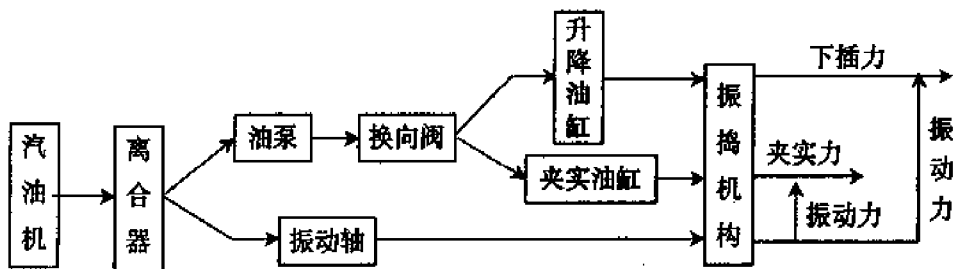 汽油机
离合器
油泵
换向阀
升降油缸
夹实油缸
振动轴
振捣机构
下插力
夹实力
振动力
振动力